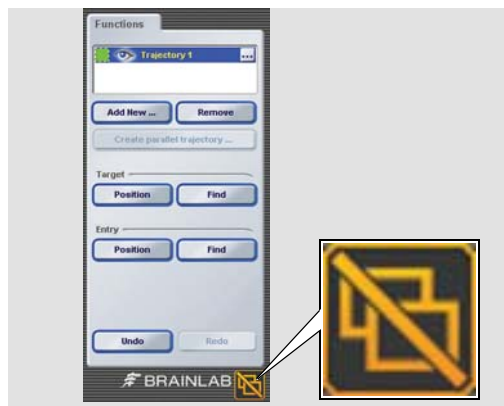 Functions
Trajectory 1 ...
Add New ... Remove
Create parallel trajectory ...
Target
Position Find
Entry
Position Find
Undo Redo
BRAINLAB